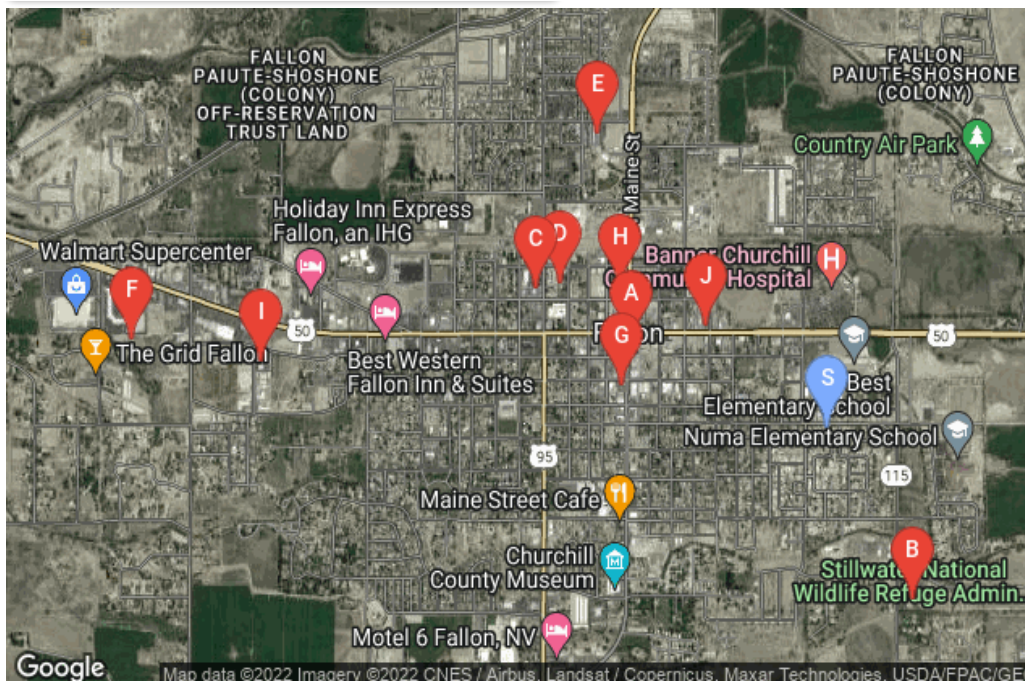 FALLON
PAIUTE-SHOSHONE
(COLONY)
OFF-RESERVATION
TRUST LAND
FALLON
PAIUTE-SHOSHONE
(COLONY)
E
Country Air Park
Maine St
Holiday Inn Express
Fallon, an IHG
C
D
H
Banner Churchill
Community Hospital
H
Walmart Supercenter
F
I
A
J
50
50
The Grid Fallon
G
Best Western
Fallon Inn & Suites
S
Best
Elementary School
Numa Elementary School
95
115
Maine Street Cafe
B
Churchill
County Museum
M
Stillwater National
Wildlife Refuge Admin.
Motel 6 Fallon, NV
Google
Map data ©2022 Imagery ©2022 CNES / Airbus, Landsat / Copernicus, Maxar Technologies, USDA/FPAC/GE